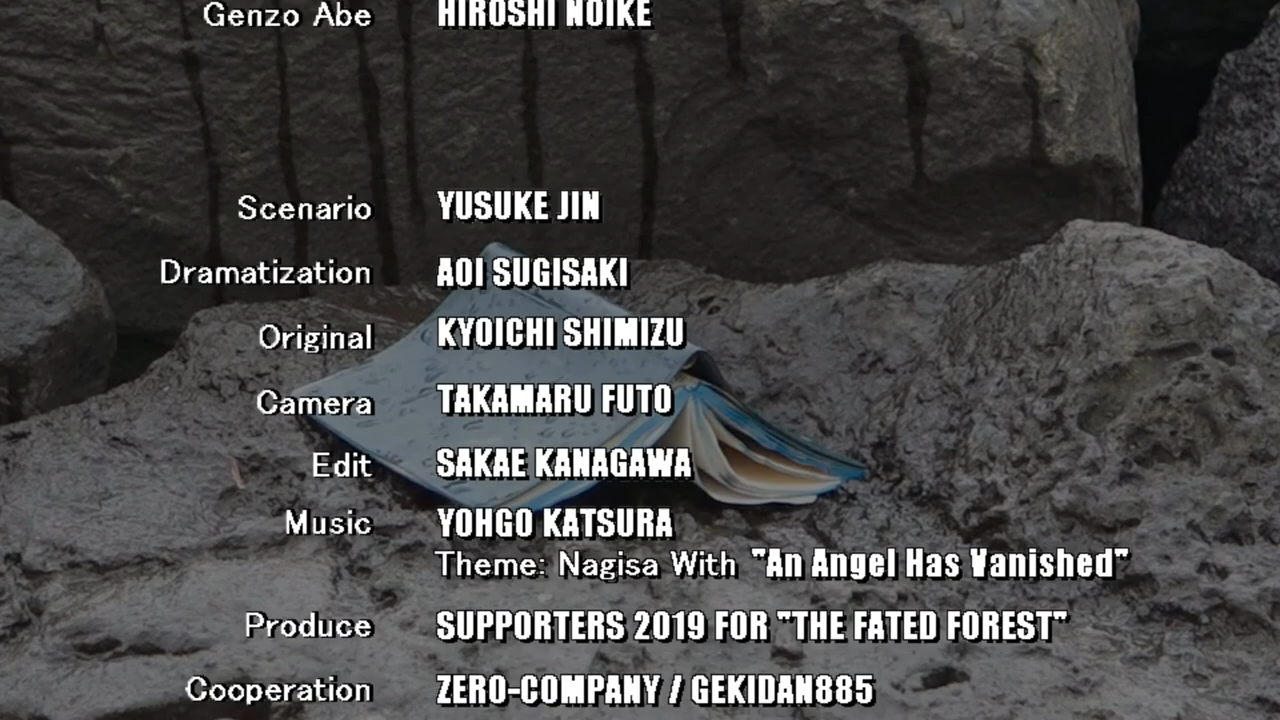 Genzo Abe HIROSHI NOIKE
Scenario YUSUKE JIN
Dramatization AOI SUGISAKI
Original KYOICHI SHIMIZU
Camera TAKAMARU FUTO
Edit SAKAE KANAGAWA
Music YOHGO KATSURA
Theme: Nagisa With "An Angel Has Vanished"
Produce SUPPORTERS 2019 FOR "THE FATED FOREST"
Cooperation ZERO-COMPANY / GEKIDAN885